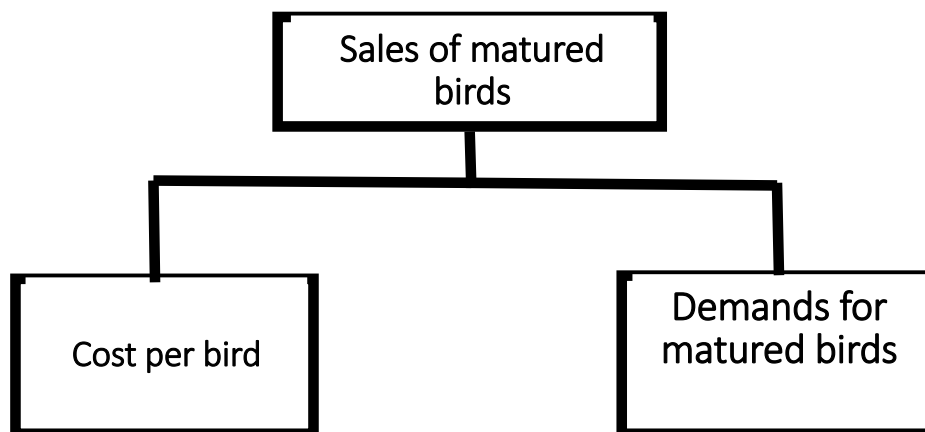 Sales of matured
birds
Cost per bird
Demands for
matured birds